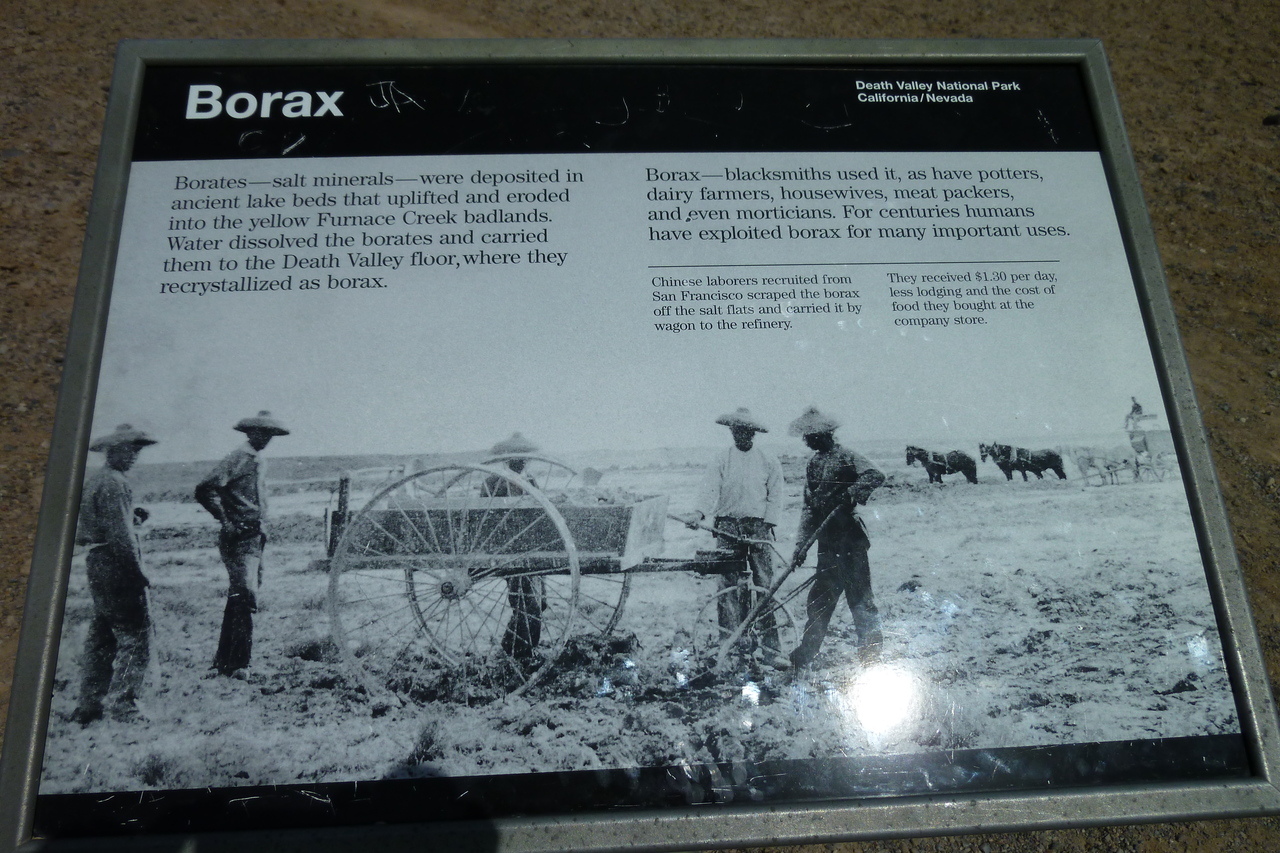 Borax
JA
Death Valley National Park
California/Nevada
Borates—salt minerals—were deposited in
ancient lake beds that uplifted and eroded
into the yellow Furnace Creek badlands.
Water dissolved the borates and carried
them to the Death Valley floor, where they
recrystallized as borax.
Borax—blacksmiths used it, as have potters,
dairy farmers, housewives, meat packers,
and even morticians. For centuries humans
have exploited borax for many important uses.
Chinese laborers recruited from
San Francisco scraped the borax
off the salt flats and carried it by
wagon to the refinery.
They received $1.30 per day,
less lodging and the cost of
food they bought at the
company store.